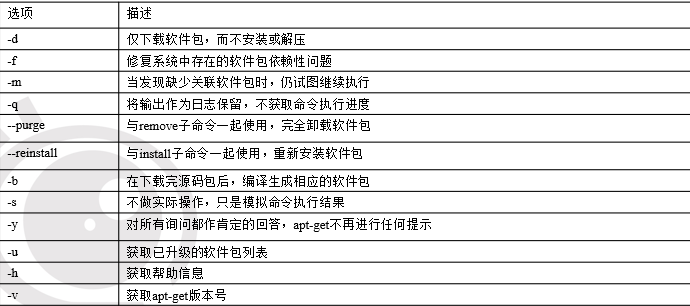 选项 描述
-d 仅下载软件包，而不安装或解压
-f 修复系统中存在的软件包依赖性问题
-m 当发现缺少关联软件包时，仍试图继续执行
-q 将输出作为日志保留，不获取命令执行进度
--purge 与remove子命令一起使用，完全卸载软件包
--reinstall 与install子命令一起使用，重新安装软件包
-b 在下载完源码包后，编译生成相应的软件包
-s 不做实际操作，只是模拟命令执行结果
-y 对所有询问都作肯定的回答，apt-get不再进行任何提示
-u 获取已升级的软件包列表
-h 获取帮助信息
-v 获取apt-get版本号